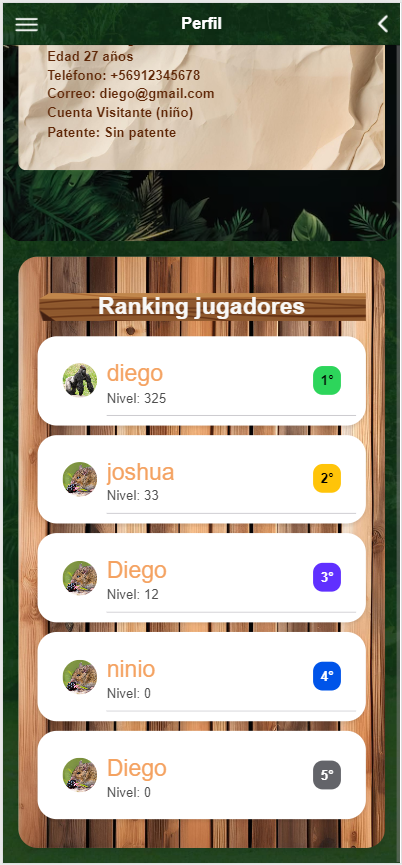 Perfil
Edad 27 años
Teléfono: +56912345678
Correo: diego@gmail.com
Cuenta Visitante (niño)
Patente: Sin patente
Ranking jugadores
diego
1°
Nivel: 325
joshua
2°
Nivel: 33
Diego
3°
Nivel: 12
ninio
4°
Nivel: 0
Diego
5°
Nivel: 0